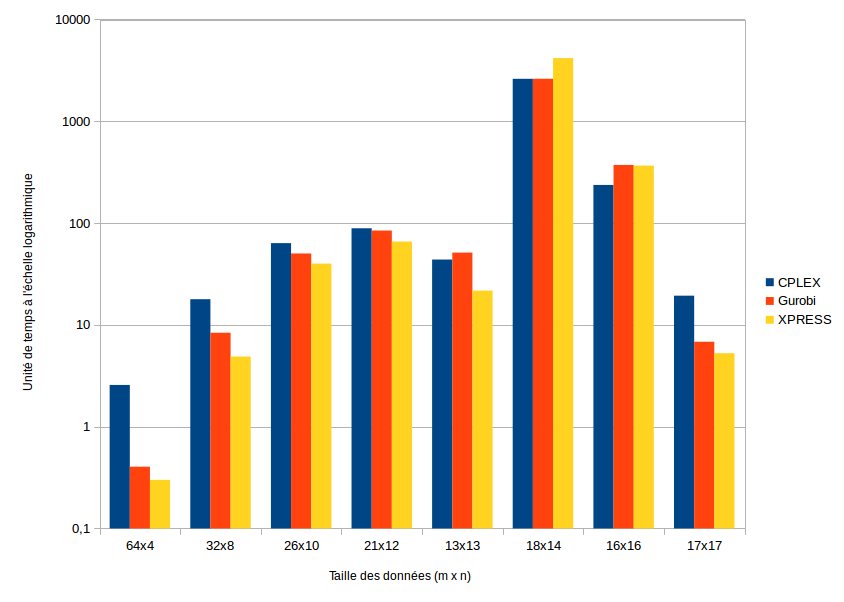 10000
1000
100
10
1
0,1
Unité de temps à l'échelle logarithmique
64x4 32x8 26x10 21x12 13x13 18x14 16x16 17x17
Taille des données (m x n)
CPLEX
Gurobi
XPRESS